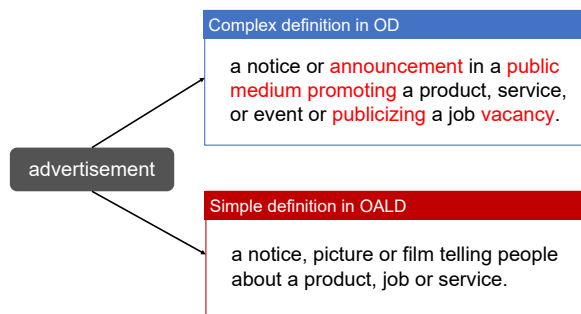 Complex definition in OD
a notice or announcement in a public
medium promoting a product, service,
or event or publicizing a job vacancy.
advertisement
Simple definition in OALD
a notice, picture or film telling people
about a product, job or service.